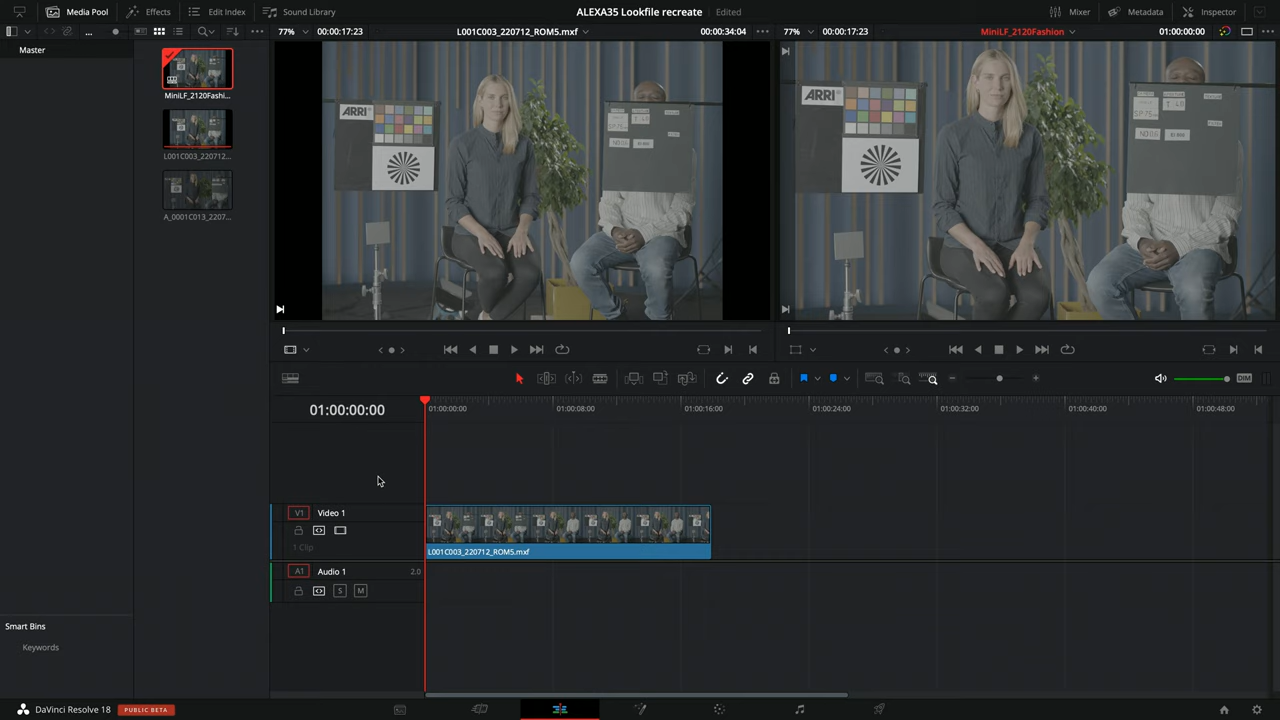 Media Pool
Effects
Edit Index
Sound Library
ALEXA35 Lookfile recreate
Edited
Mixer
Metadata
Inspector
77%
00:00:17:23
L001C003_220712_ROM5.mxf
00:00:34:04
77%
00:00:17:23
MiniLF_2120Fashion
01:00:00:00
Master
MiniLF_2120Fashi...
L001C003_220712...
A_0001C013_2207...
ARRI
ARRI
DIM
01:00:00:00
01:00:00:00
01:00:08:00
01:00:16:00
01:00:24:00
01:00:32:00
01:00:40:00
01:00:48:00
V1
Video 1
1 Clip
L001C003_220712_ROM5.mxf
A1
Audio 1
2.0
S
M
Smart Bins
Keywords
DaVinci Resolve 18
PUBLIC BETA